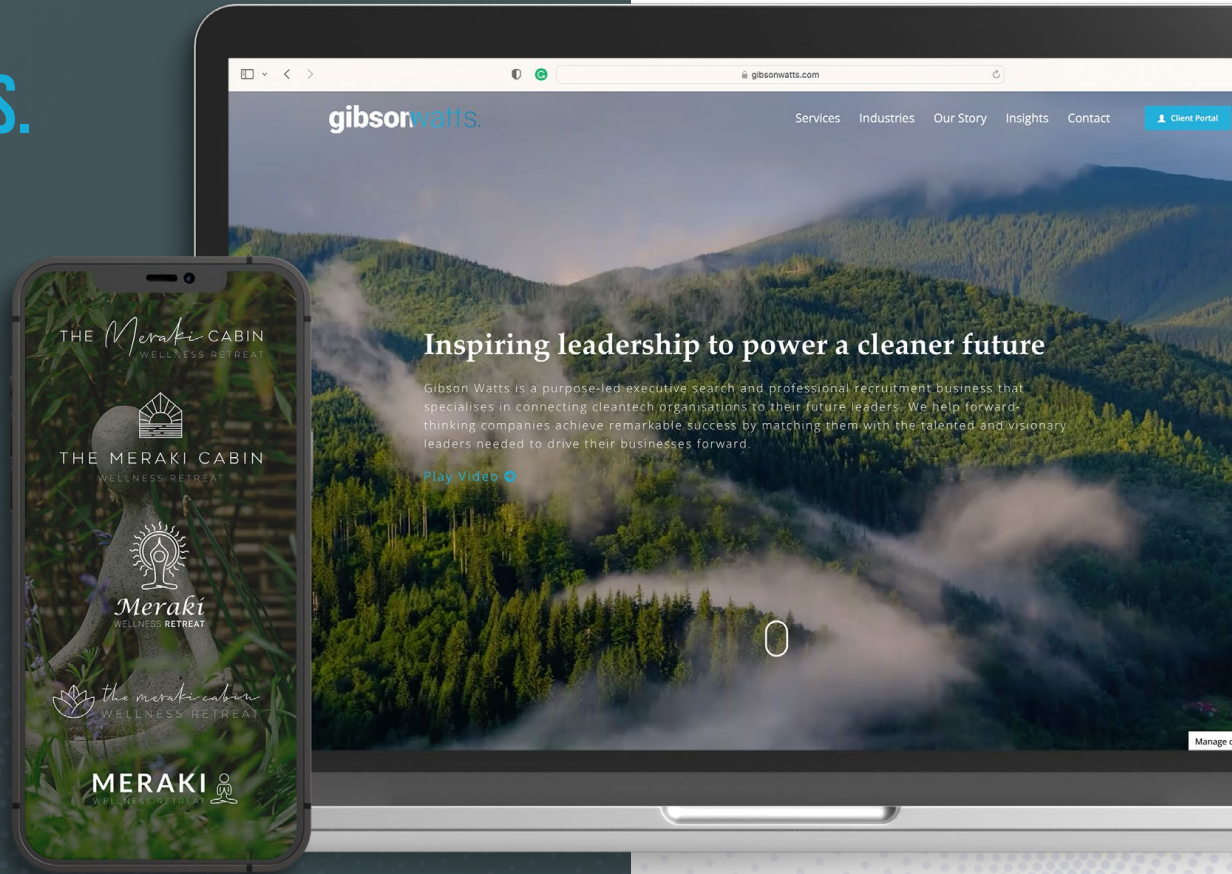 s.
gibsonwatts.com
gibsonwatts.
Services Industries Our Story Insights Contact Client Portal
Inspiring leadership to power a cleaner future
Gibson Watts is a purpose-led executive search and professional recruitment business that
specialises in connecting cleantech organisations to their future leaders. We help forward-
thinking companies achieve remarkable success by matching them with the talented and visionary
leaders needed to drive their businesses forward.
Play Video
Manage
THE Meraki CABIN
WELLNESS RETREAT
THE MERAKI CABIN
WELLNESS RETREAT
Meraki
WELLNESS RETREAT
the meraki cabin
WELLNESS RETREAT
MERAKI
WELLNESS RETREAT